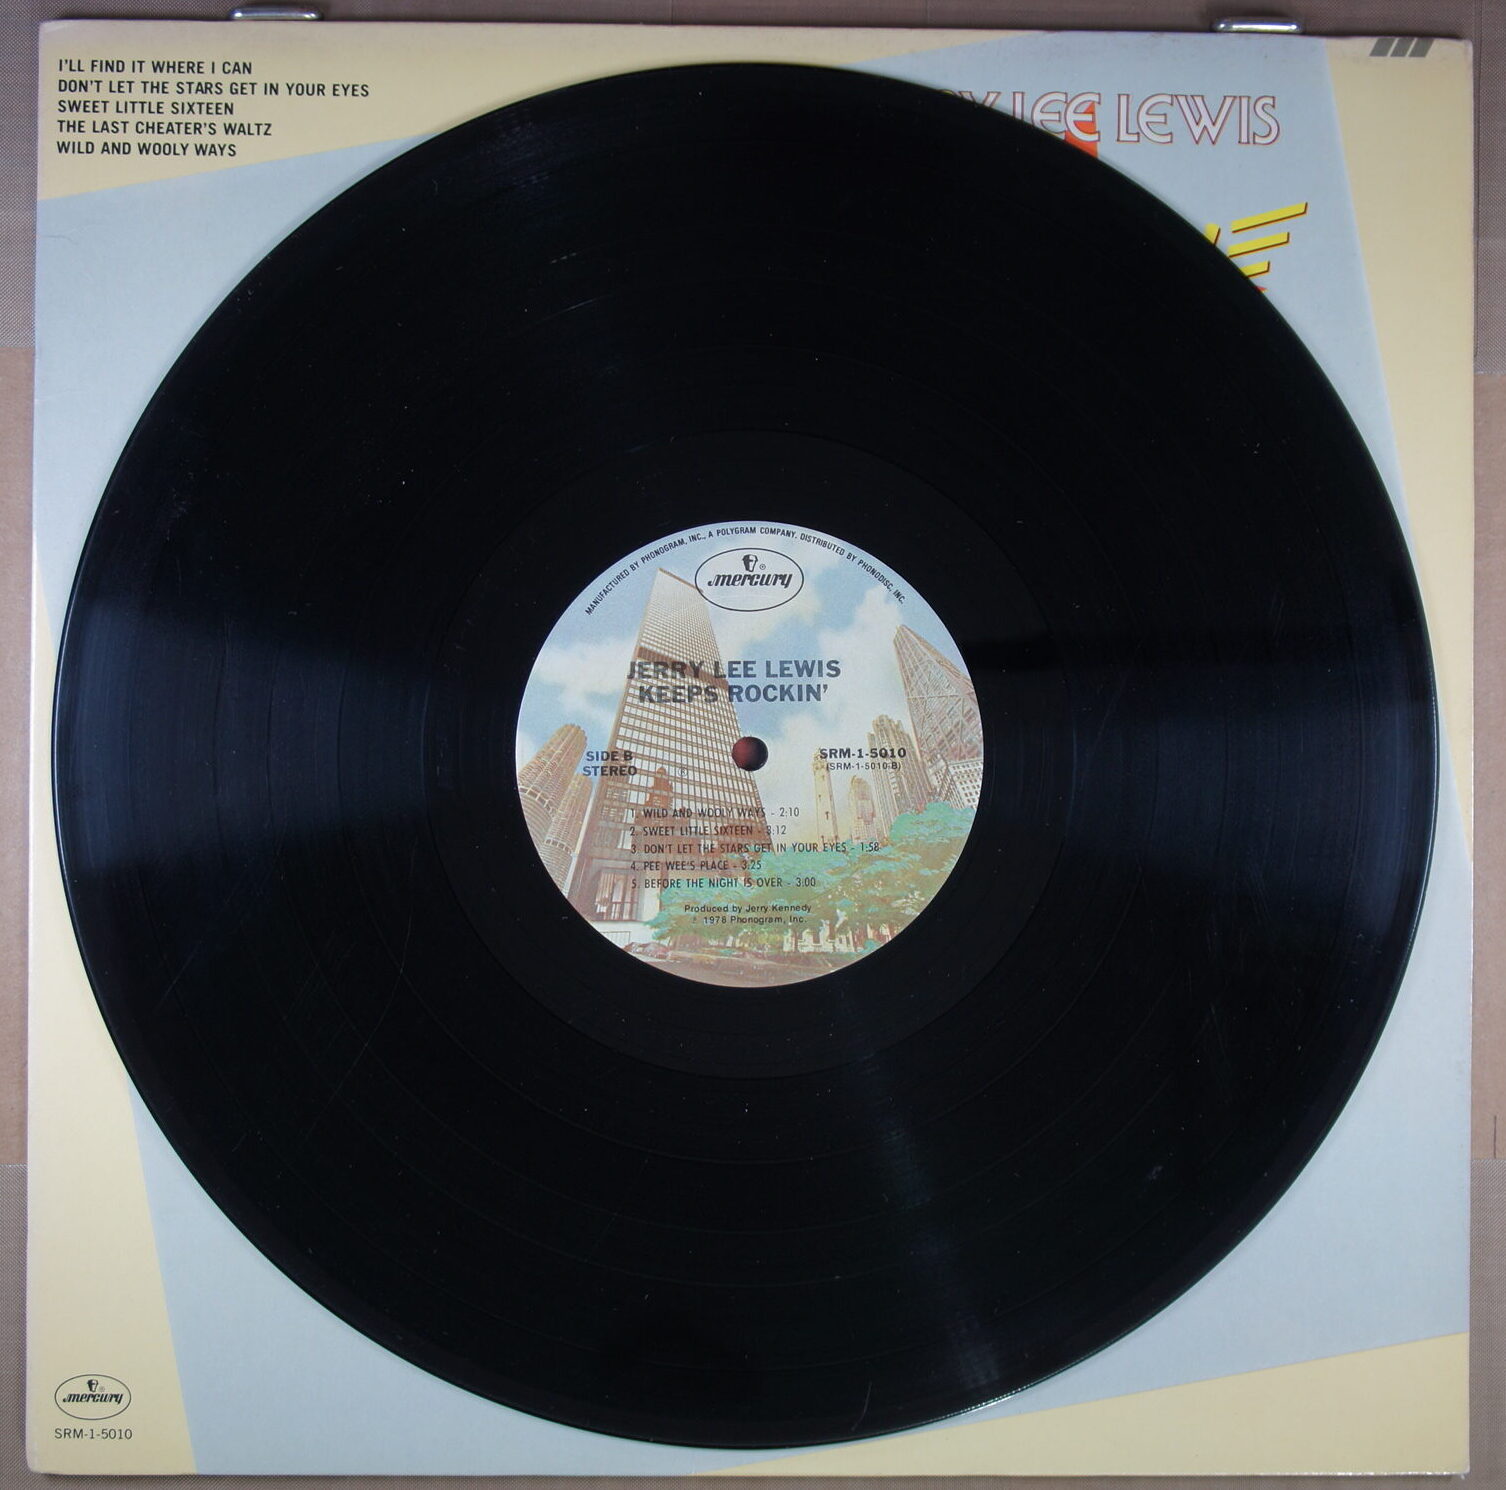 I'LL FIND IT WHERE I CAN
DON'T LET THE STARS GET IN YOUR EYES
SWEET LITTLE SIXTEEN
THE LAST CHEATER'S WALTZ
WILD AND WOOLY WAYS
LEE LEWIS
MANUFACTURED BY PHONOGRAM, INC., A POLYGRAM COMPANY. DISTRIBUTED BY PHONODISC, INC.
mercury ®
JERRY LEE LEWIS
KEEPS ROCKIN'
SIDE B
STEREO
SRM-1-5010
(SRM-1-5010-B)
1. WILD AND WOOLY WAYS - 2:10
2. SWEET LITTLE SIXTEEN - 3:12
3. DON'T LET THE STARS GET IN YOUR EYES - 1:58
4. PEE WEE'S PLACE - 3:25
5. BEFORE THE NIGHT IS OVER - 3:00
Produced by Jerry Kennedy
℗ 1978 Phonogram, Inc.
mercury ®
SRM-1-5010